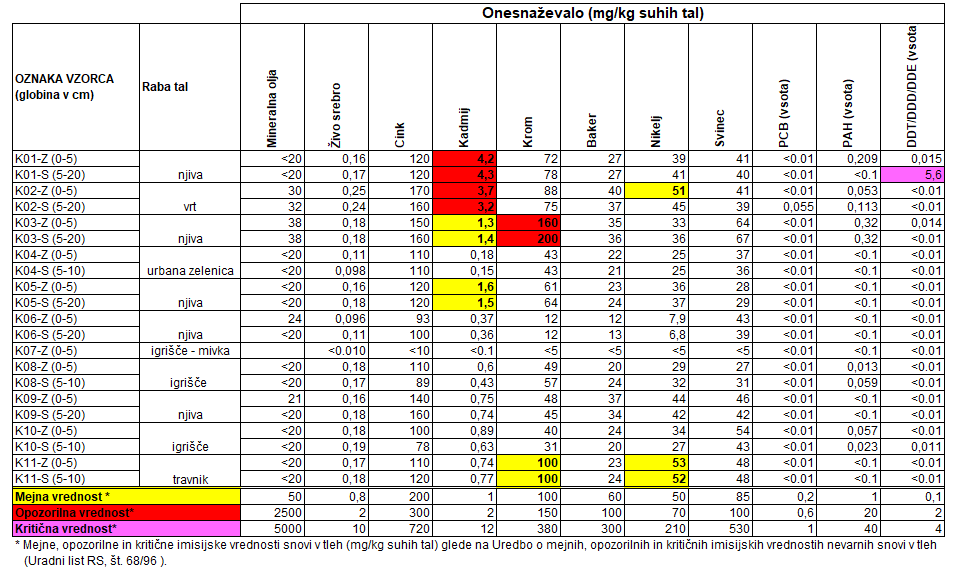 Onesnaževalo (mg/kg suhih tal)
OZNAKA VZORCA (globina v cm) Raba tal Mineralna olja Živo srebro Cink Kadmij Krom Baker Nikelj Svinec PCB (vsota) PAH (vsota) DDT/DDD/DDE (vsota
K01-Z (0-5) <20 0,16 120 4,2 72 27 39 41 <0.01 0,209 0,015
K01-S (5-20) njiva <20 0,17 120 4,3 78 27 41 40 <0.01 <0.1 5,6
K02-Z (0-5) 30 0,25 170 3,7 88 40 51 41 <0.01 0,053 <0.01
K02-S (5-20) vrt 32 0,24 160 3,2 75 37 45 39 0,055 0,113 <0.01
K03-Z (0-5) 38 0,18 150 1,3 160 35 33 64 <0.01 0,32 0,014
K03-S (5-20) njiva 38 0,18 160 1,4 200 36 36 67 <0.01 0,32 <0.01
K04-Z (0-5) <20 0,11 110 0,18 43 22 25 37 <0.01 <0.1 <0.01
K04-S (5-10) urbana zelenica <20 0,098 110 0,15 43 21 25 36 <0.01 <0.1 <0.01
K05-Z (0-5) <20 0,16 120 1,6 61 23 36 28 <0.01 <0.1 <0.01
K05-S (5-20) njiva <20 0,18 120 1,5 64 24 37 29 <0.01 <0.1 <0.01
K06-Z (0-5) 24 0,096 93 0,37 12 12 7,9 43 <0.01 <0.1 <0.01
K06-S (5-20) njiva <20 0,11 100 0,36 12 13 6,8 39 <0.01 <0.1 <0.01
K07-Z (0-5) igrišče - mivka <0.010 <10 <0.1 <5 <5 <5 <5 <0.01 <0.1 <0.01
K08-Z (0-5) <20 0,18 110 0,6 49 20 29 27 <0.01 0,013 <0.01
K08-S (5-10) igrišče <20 0,17 89 0,43 57 24 32 31 <0.01 0,059 <0.01
K09-Z (0-5) 21 0,16 140 0,75 48 37 44 46 <0.01 <0.1 <0.01
K09-S (5-20) njiva <20 0,18 160 0,74 45 34 42 42 <0.01 <0.1 <0.01
K10-Z (0-5) <20 0,18 100 0,89 40 24 34 54 <0.01 0,057 <0.01
K10-S (5-10) igrišče <20 0,19 78 0,63 31 20 27 43 <0.01 0,023 0,011
K11-Z (0-5) <20 0,17 110 0,74 100 23 53 48 <0.01 <0.1 <0.01
K11-S (5-10) travnik <20 0,18 120 0,77 100 24 52 48 <0.01 <0.1 <0.01
Mejna vrednost * 50 0,8 200 1 100 60 50 85 0,2 1 0,1
Opozorilna vrednost* 2500 2 300 2 150 100 70 100 0,6 20 2
Kritična vrednost* 5000 10 720 12 380 300 210 530 1 40 4
* Mejne, opozorilne in kritične imisijske vrednosti snovi v tleh (mg/kg suhih tal) glede na Uredbo o mejnih, opozorilnih in kritičnih imisijskih vrednostih nevarnih snovi v tleh
(Uradni list RS, št. 68/96 ).